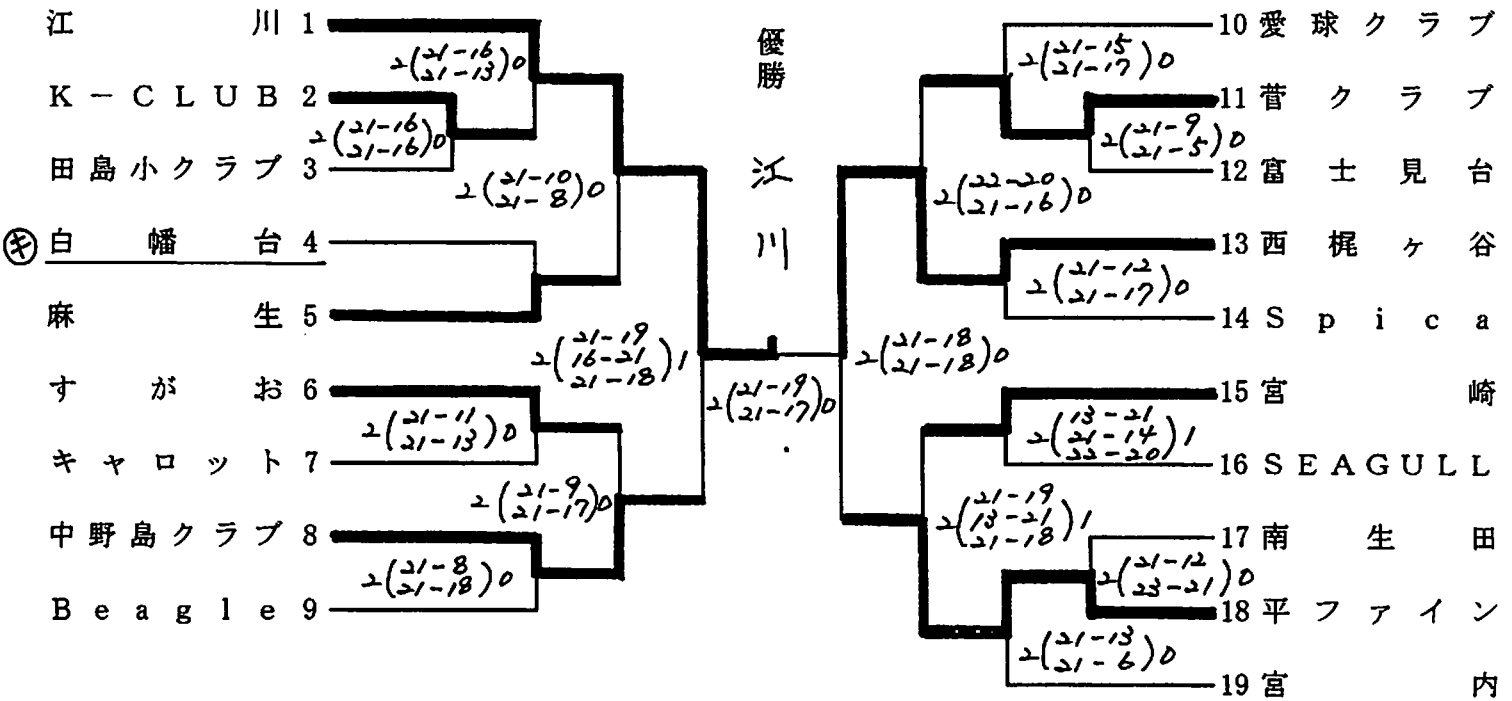 江川 1
2(21-16 21-13)0
K-CLUB 2
2(21-16 21-16)0
田島小クラブ 3
2(21-10 21-8)0
㋖ 白幡台 4
麻生 5
2(21-19 16-21 21-18)1
すがお 6
2(21-11 21-13)0
キャロット 7
2(21-9 21-17)0
中野島クラブ 8
2(21-8 21-18)0
Beagle 9
優勝
江川
2(21-19 21-17)0
10 愛球クラブ
2(21-15 21-17)0
11 菅クラブ
2(21-9 21-5)0
12 富士見台
2(22-20 21-16)0
13 西梶ヶ谷
2(21-12 21-17)0
14 Spica
2(21-18 21-18)0
15 宮崎
2(13-21 21-14 22-20)1
16 SEAGULL
2(21-19 13-21 21-18)1
17 南生田
2(21-12 23-21)0
18 平ファイン
2(21-13 21-6)0
19 宮内